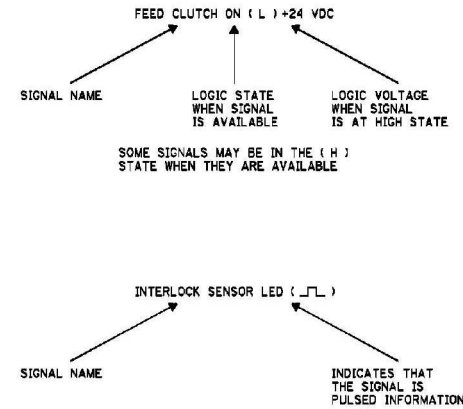 FEED CLUTCH ON ( L ) +24 VDC
SIGNAL NAME
LOGIC STATE
WHEN SIGNAL
IS AVAILABLE
LOGIC VOLTAGE
WHEN SIGNAL
IS AT HIGH STATE
SOME SIGNALS MAY BE IN THE ( H )
STATE WHEN THEY ARE AVAILABLE
INTERLOCK SENSOR LED ( )
SIGNAL NAME
INDICATES THAT
THE SIGNAL IS
PULSED INFORMATION